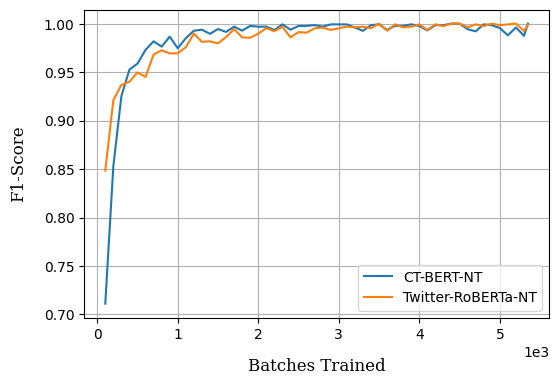 1.00
0.95
0.90
0.85
0.80
0.75
0.70
F1-Score
CT-BERT-NT
Twitter-RoBERTa-NT
0 1 2 3 4 5
1e3
Batches Trained